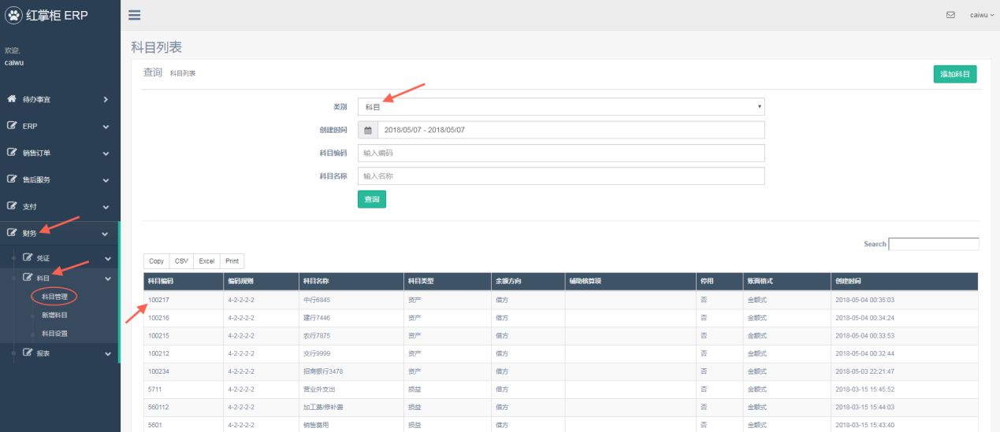 红掌柜 ERP
欢迎,
caiwu
待办事宜
ERP
销售订单
售后服务
支付
财务
凭证
科目
科目管理
新增科目
科目设置
报表
caiwu
科目列表
查询 科目列表
添加科目
类别 科目
创建时间 2018/05/07 - 2018/05/07
科目编码 输入编码
科目名称 输入名称
查询
Search
Copy CSV Excel Print
科目编码 编码规则 科目名称 科目类型 余额方向 辅助核算项 停用 账面格式 创建时间
100217 4-2-2-2-2 中行6845 资产 借方 否 金额式 2018-05-04 00:35:03
100216 4-2-2-2-2 建行7446 资产 借方 否 金额式 2018-05-04 00:34:24
100215 4-2-2-2-2 农行7875 资产 借方 否 金额式 2018-05-04 00:33:53
100212 4-2-2-2-2 交行9999 资产 借方 否 金额式 2018-05-04 00:32:44
100234 4-2-2-2-2 招商银行3478 资产 借方 否 金额式 2018-05-03 22:21:47
5711 4-2-2-2-2 营业外支出 损益 借方 否 金额式 2018-03-15 15:45:52
560112 4-2-2-2-2 加工费/修补费 损益 借方 否 金额式 2018-03-15 15:44:03
5601 4-2-2-2-2 销售费用 损益 借方 否 金额式 2018-03-15 15:43:40